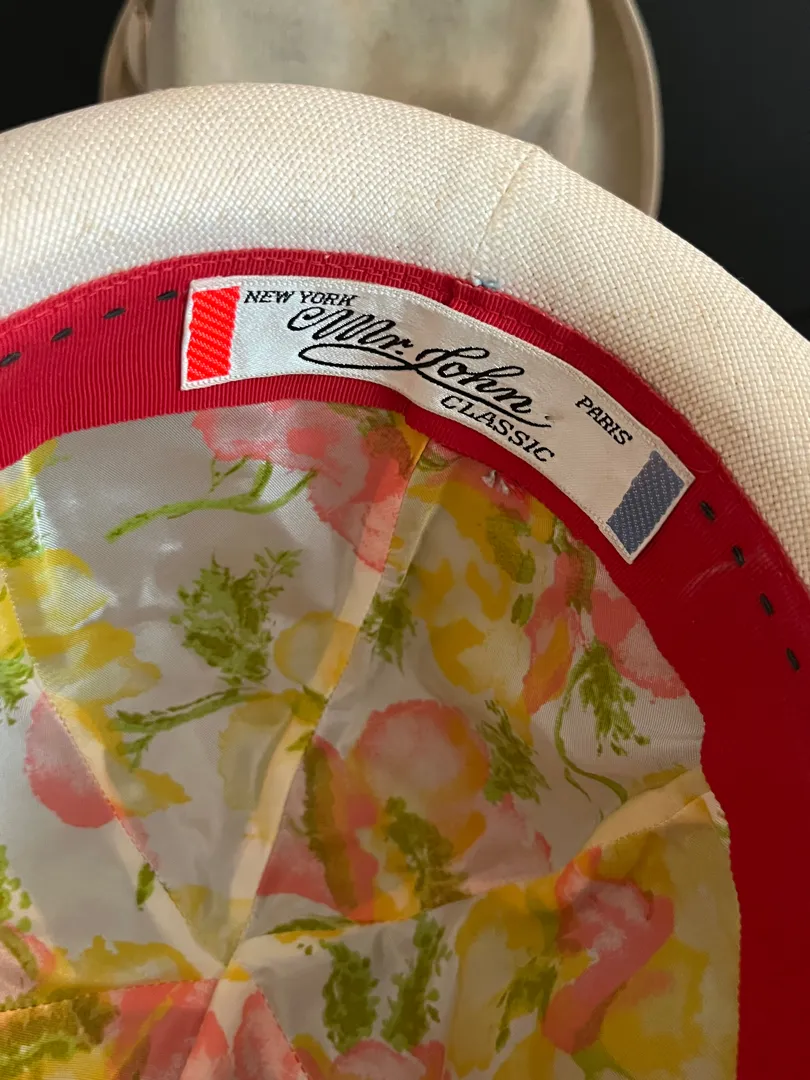 NEW YORK
Mr. John
CLASSIC
PARIS